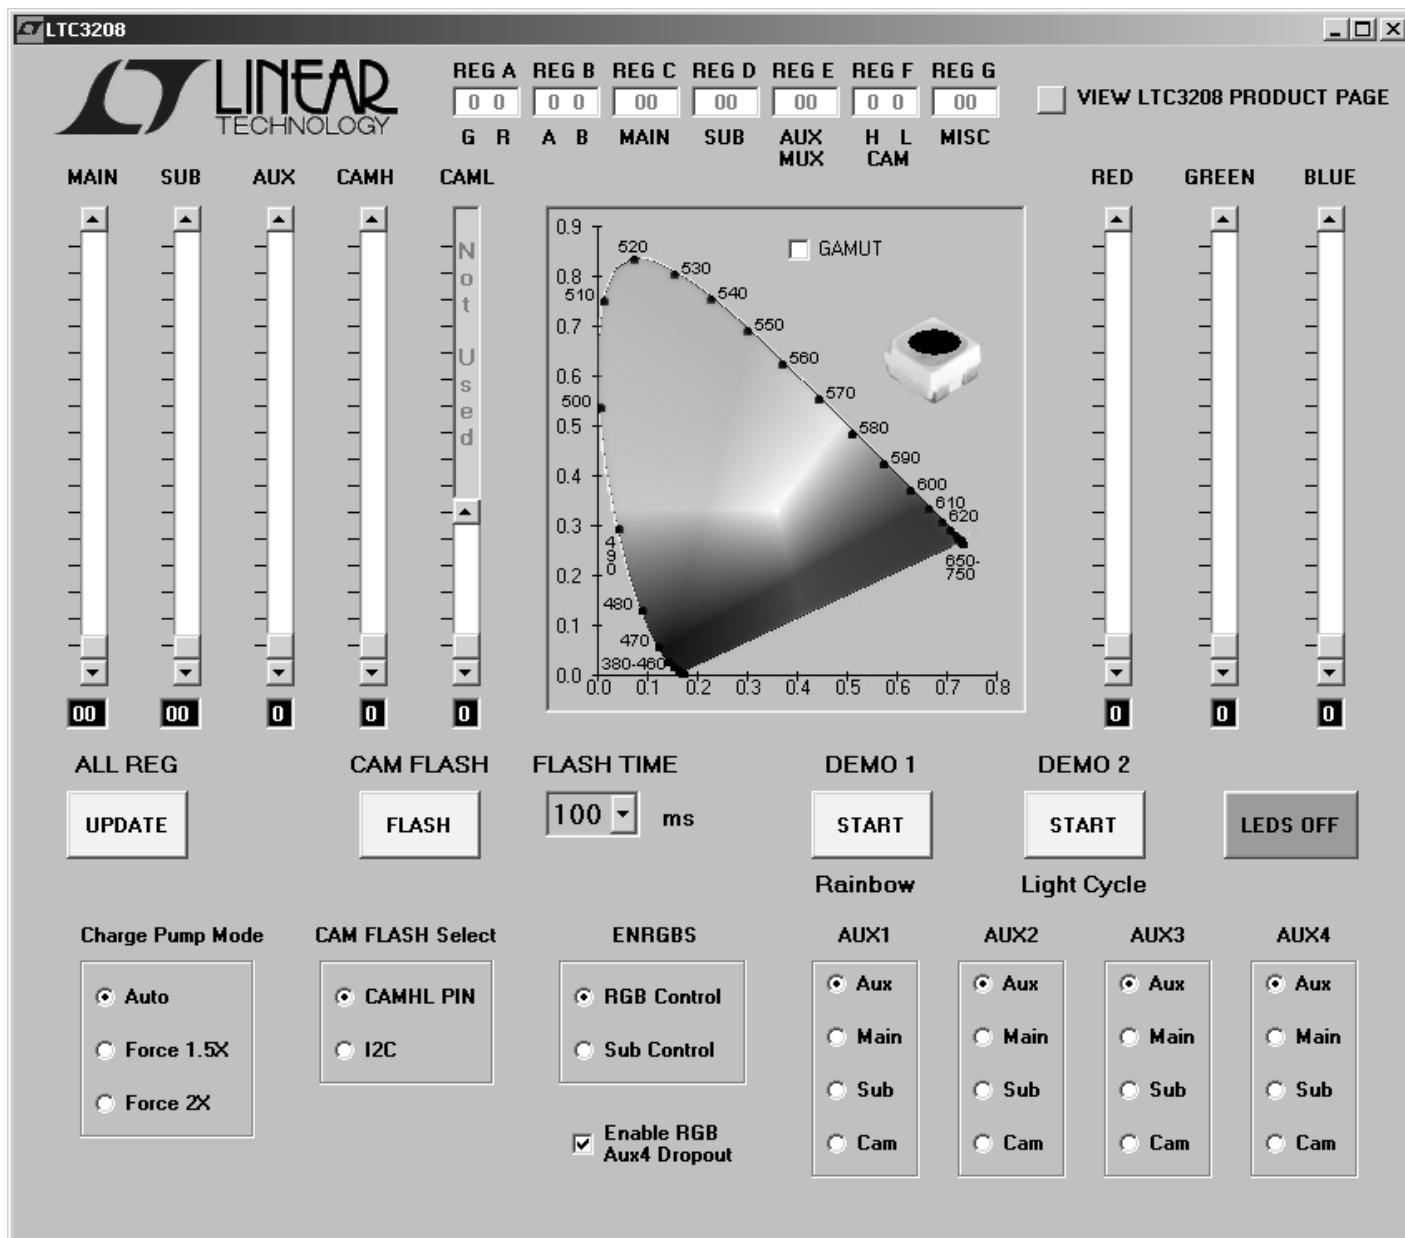 LTC3208
LINEAR
TECHNOLOGY
REG A REG B REG C REG D REG E REG F REG G
0 0 0 0 00 00 00 0 0 00
G R A B MAIN SUB AUX MUX H L CAM MISC
VIEW LTC3208 PRODUCT PAGE
MAIN SUB AUX CAMH CAML
Not Used
RED GREEN BLUE
GAMUT
0.9
0.8
0.7
0.6
0.5
0.4
0.3
0.2
0.1
0.0
0.0 0.1 0.2 0.3 0.4 0.5 0.6 0.7 0.8
520
530
510
540
550
560
570
500
580
590
600
610
620
490
650-750
480
470
380-460
00 00 0 0 0
0 0 0
ALL REG CAM FLASH FLASH TIME DEMO 1 DEMO 2
UPDATE FLASH 100 ms START START LEDS OFF
Rainbow Light Cycle
Charge Pump Mode
Auto
Force 1.5X
Force 2X
CAM FLASH Select
CAMHL PIN
I2C
ENRGBS
RGB Control
Sub Control
Enable RGB
Aux4 Dropout
AUX1
Aux
Main
Sub
Cam
AUX2
Aux
Main
Sub
Cam
AUX3
Aux
Main
Sub
Cam
AUX4
Aux
Main
Sub
Cam